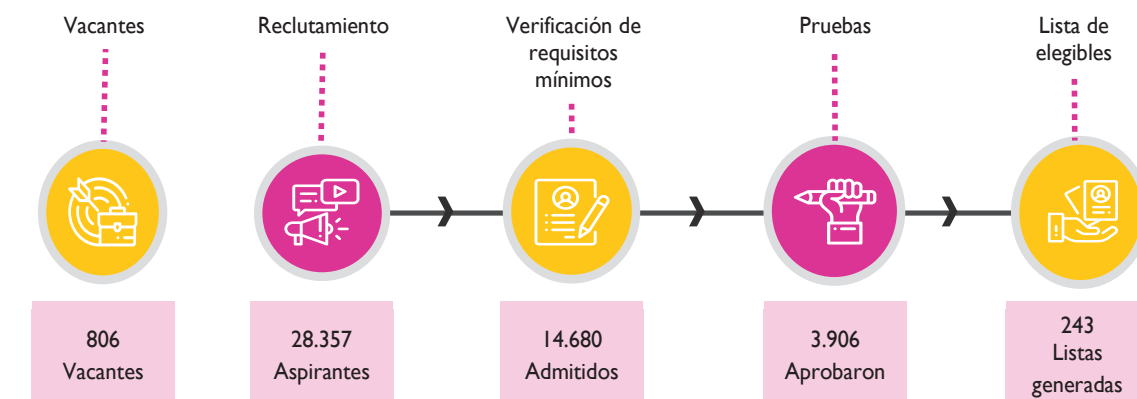 Vacantes
Reclutamiento
Verificación de
requisitos
mínimos
Pruebas
Lista de
elegibles
806
Vacantes
28.357
Aspirantes
14.680
Admitidos
3.906
Aprobaron
243
Listas
generadas